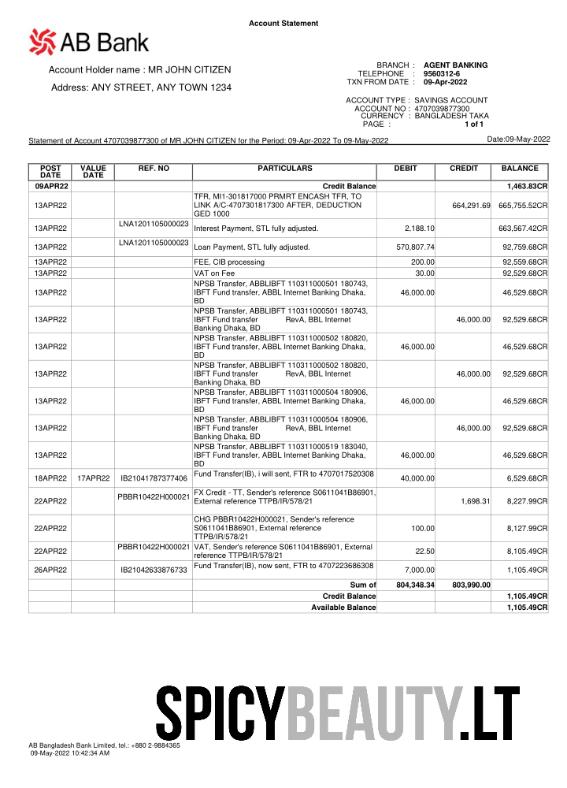 Account Statement
AB Bank
Account Holder name : MR JOHN CITIZEN
Address: ANY STREET, ANY TOWN 1234
BRANCH : AGENT BANKING
TELEPHONE : 9560312-6
TXN FROM DATE : 09-Apr-2022
ACCOUNT TYPE : SAVINGS ACCOUNT
ACCOUNT NO : 4707039877300
CURRENCY : BANGLADESH TAKA
PAGE : 1 of 1
Statement of Account 4707039877300 of MR JOHN CITIZEN for the Period: 09-Apr-2022 To 09-May-2022 Date:09-May-2022
POST DATE VALUE DATE REF. NO PARTICULARS DEBIT CREDIT BALANCE
09APR22 Credit Balance 1,463.83CR
13APR22 TFR, MI1-301817000 PRMRT ENCASH TFR, TO
LINK A/C-4707301817300 AFTER, DEDUCTION
GED 1000 664,291.69 665,755.52CR
13APR22 LNA1201105000023 Interest Payment, STL fully adjusted. 2,188.10 663,567.42CR
13APR22 LNA1201105000023 Loan Payment, STL fully adjusted. 570,807.74 92,759.68CR
13APR22 FEE, CIB processing 200.00 92,559.68CR
13APR22 VAT on Fee 30.00 92,529.68CR
13APR22 NPSB Transfer, ABBLIBFT 110311000501 180743,
IBFT Fund transfer, ABBL Internet Banking Dhaka,
BD 46,000.00 46,529.68CR
13APR22 NPSB Transfer, ABBLIBFT 110311000501 180743,
IBFT Fund transfer RevA, BBL Internet
Banking Dhaka, BD 46,000.00 92,529.68CR
13APR22 NPSB Transfer, ABBLIBFT 110311000502 180820,
IBFT Fund transfer, ABBL Internet Banking Dhaka,
BD 46,000.00 46,529.68CR
13APR22 NPSB Transfer, ABBLIBFT 110311000502 180820,
IBFT Fund transfer RevA, BBL Internet
Banking Dhaka, BD 46,000.00 92,529.68CR
13APR22 NPSB Transfer, ABBLIBFT 110311000504 180906,
IBFT Fund transfer, ABBL Internet Banking Dhaka,
BD 46,000.00 46,529.68CR
13APR22 NPSB Transfer, ABBLIBFT 110311000504 180906,
IBFT Fund transfer RevA, BBL Internet
Banking Dhaka, BD 46,000.00 92,529.68CR
13APR22 NPSB Transfer, ABBLIBFT 110311000519 183040,
IBFT Fund transfer, ABBL Internet Banking Dhaka,
BD 46,000.00 46,529.68CR
18APR22 17APR22 IB21041787377406 Fund Transfer(IB), i will sent, FTR to 4707017520308 40,000.00 6,529.68CR
22APR22 PBBR10422H000021 FX Credit - TT, Sender's reference S0611041B86901,
External reference TTPB/IR/578/21 1,698.31 8,227.99CR
22APR22 CHG PBBR10422H000021, Sender's reference
S0611041B86901, External reference
TTPB/IR/578/21 100.00 8,127.99CR
22APR22 PBBR10422H000021 VAT, Sender's reference S0611041B86901, External
reference TTPB/IR/578/21 22.50 8,105.49CR
26APR22 IB21042633876733 Fund Transfer(IB), now sent, FTR to 4707223686308 7,000.00 1,105.49CR
Sum of 804,348.34 803,990.00
Credit Balance 1,105.49CR
Available Balance 1,105.49CR
SPICYBEAUTY.LT
AB Bangladesh Bank Limited, tel.: +880 2-9884365
09-May-2022 10:42:34 AM